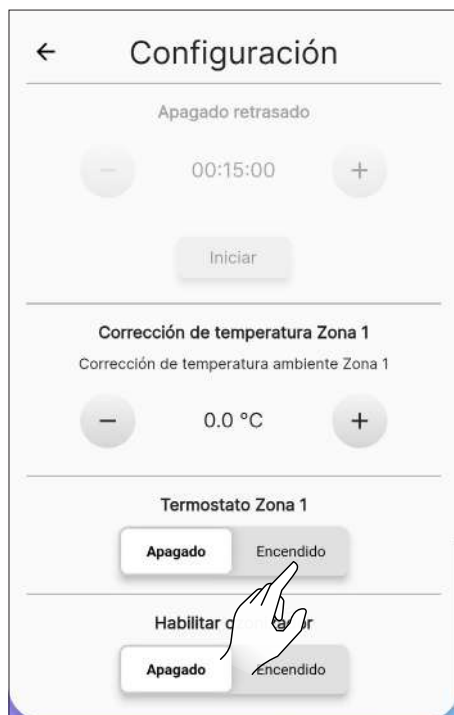 Configuración
Apagado retrasado
00:15:00
Iniciar
Corrección de temperatura Zona 1
Corrección de temperatura ambiente Zona 1
0.0 °C
Termostato Zona 1
Apagado Encendido
Habilitar
Apagado Encendido